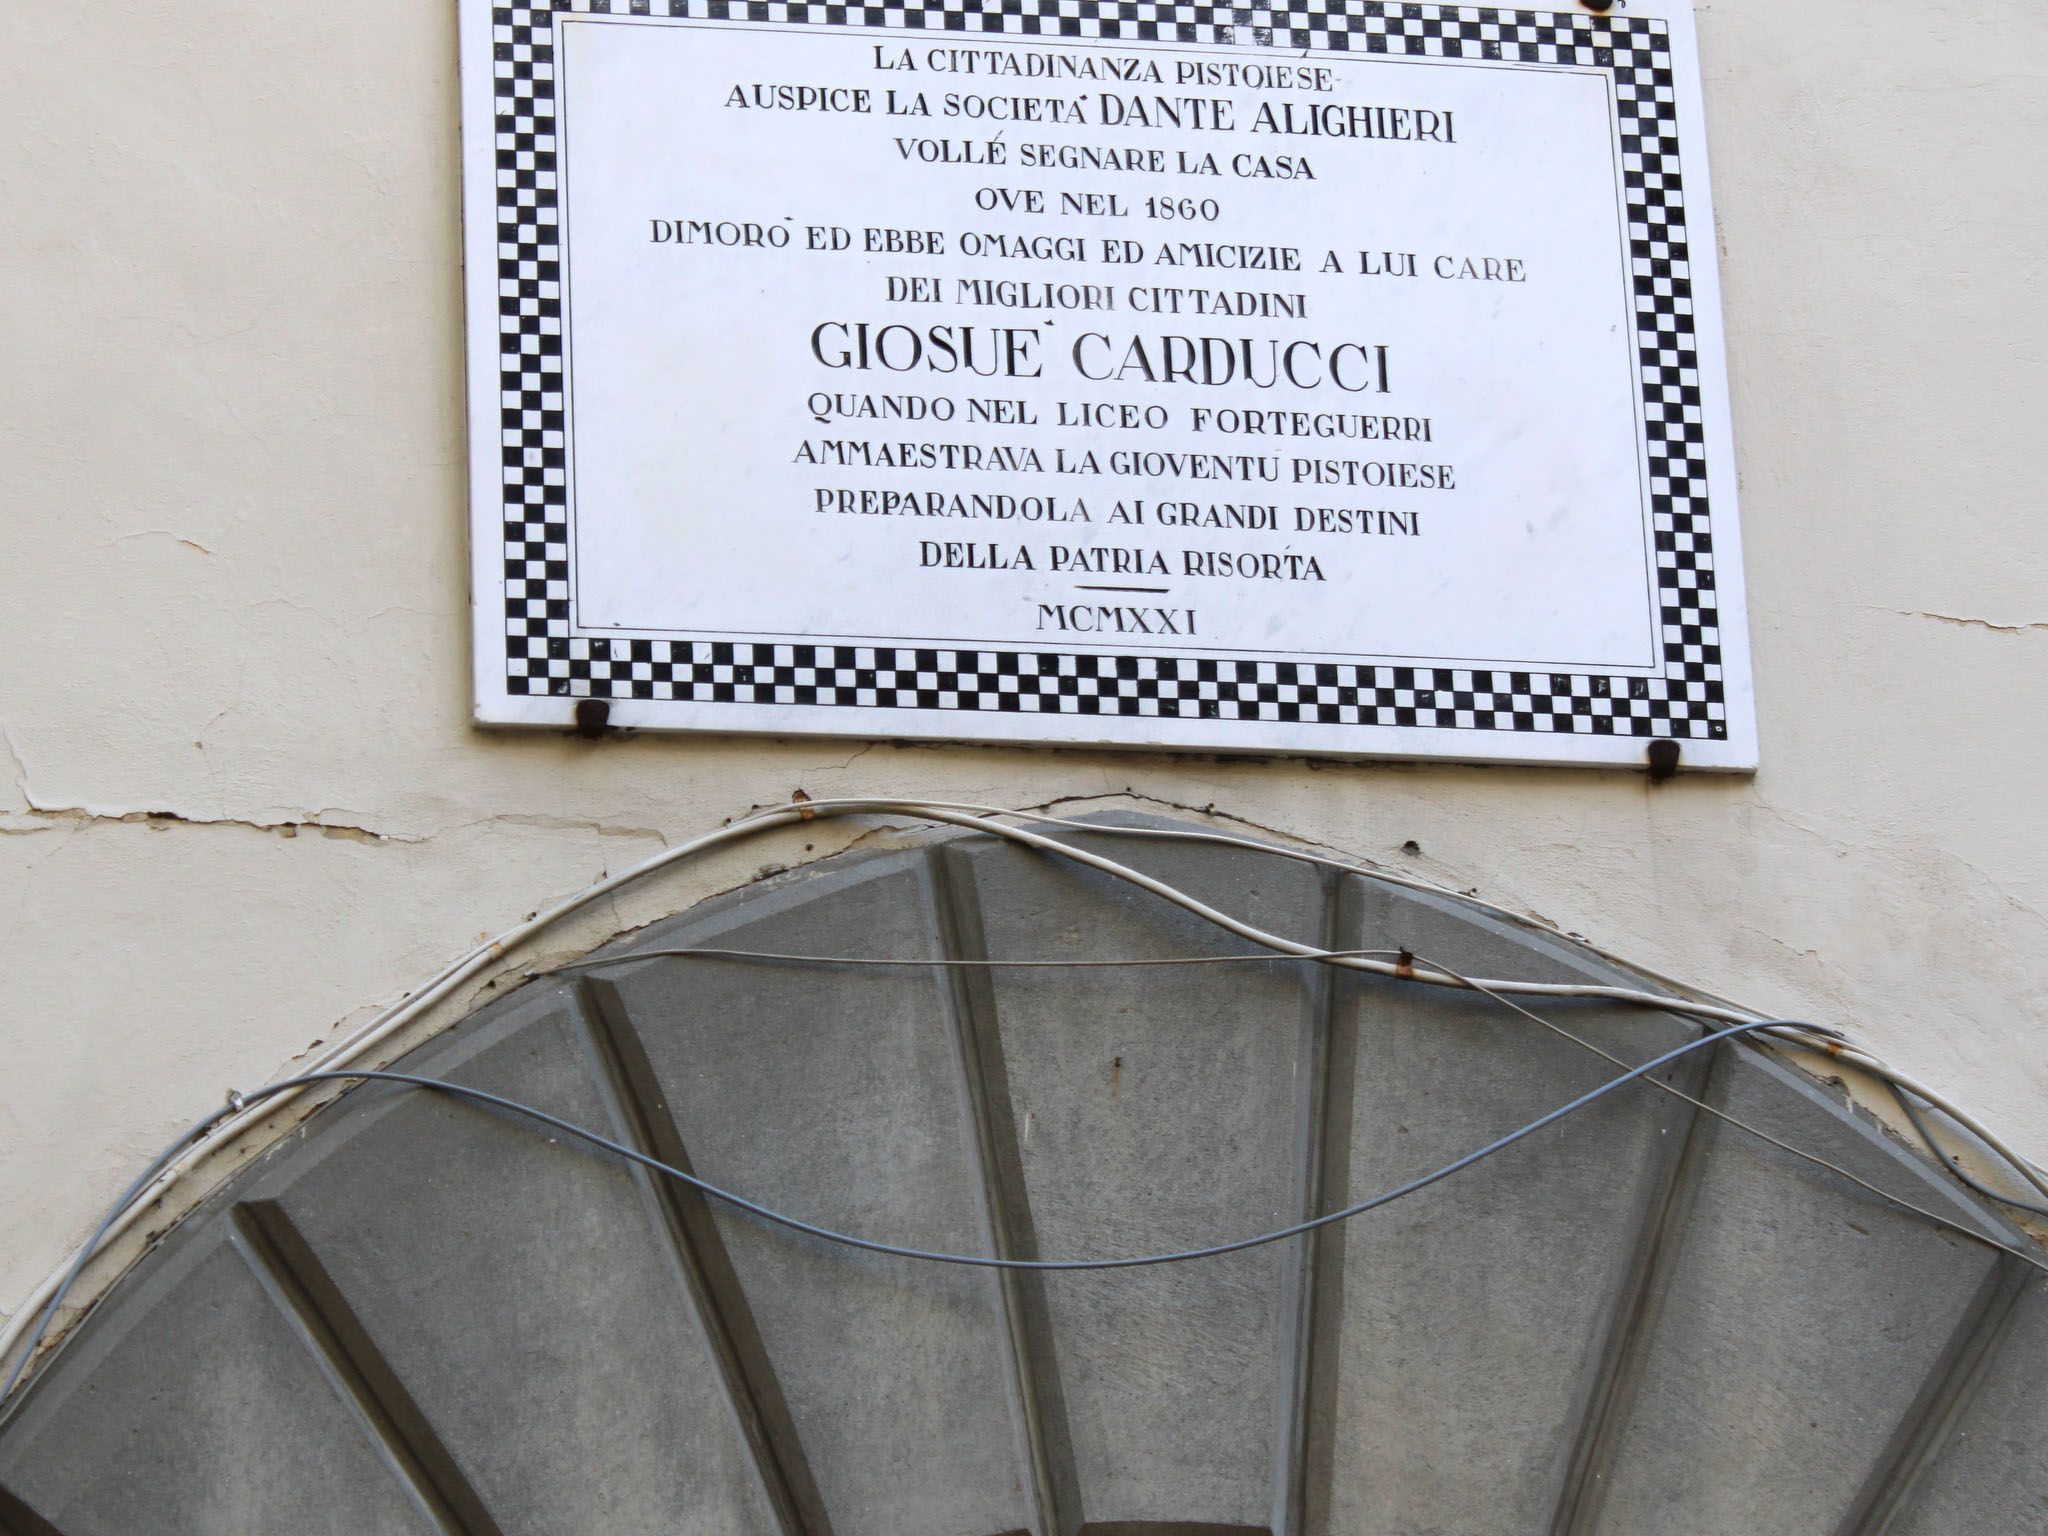 LA CITTADINANZA PISTOIESE
AUSPICE LA SOCIETÀ DANTE ALIGHIERI
VOLLÉ SEGNARE LA CASA
OVE NEL 1860
DIMORÒ ED EBBE OMAGGI ED AMICIZIE A LUI CARE
DEI MIGLIORI CITTADINI
GIOSUÈ CARDUCCI
QUANDO NEL LICEO FORTEGUERRI
AMMAESTRAVA LA GIOVENTU PISTOIESE
PREPARANDOLA AI GRANDI DESTINI
DELLA PATRIA RISORTA
MCMXXI